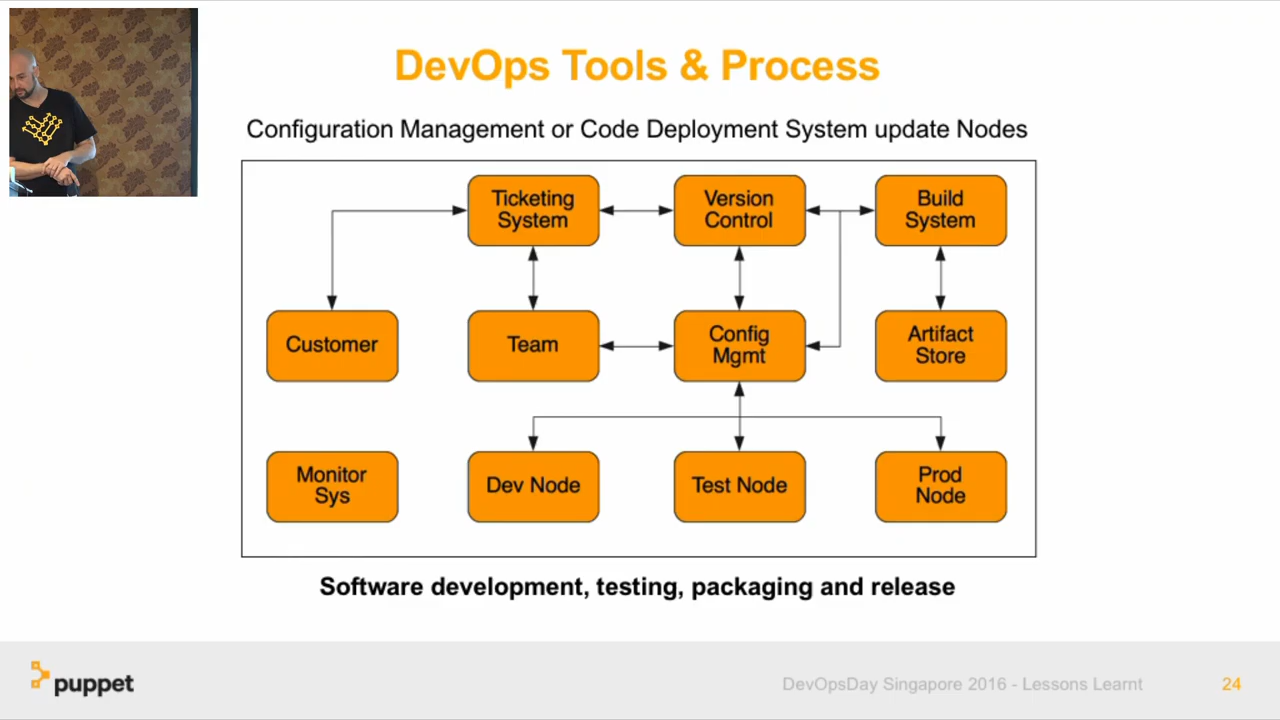 DevOps Tools & Process
Configuration Management or Code Deployment System update Nodes
Ticketing
System
Version
Control
Build
System
Customer
Team
Config
Mgmt
Artifact
Store
Monitor
Sys
Dev Node
Test Node
Prod
Node
Software development, testing, packaging and release
puppet
DevOpsDay Singapore 2016 - Lessons Learnt
24